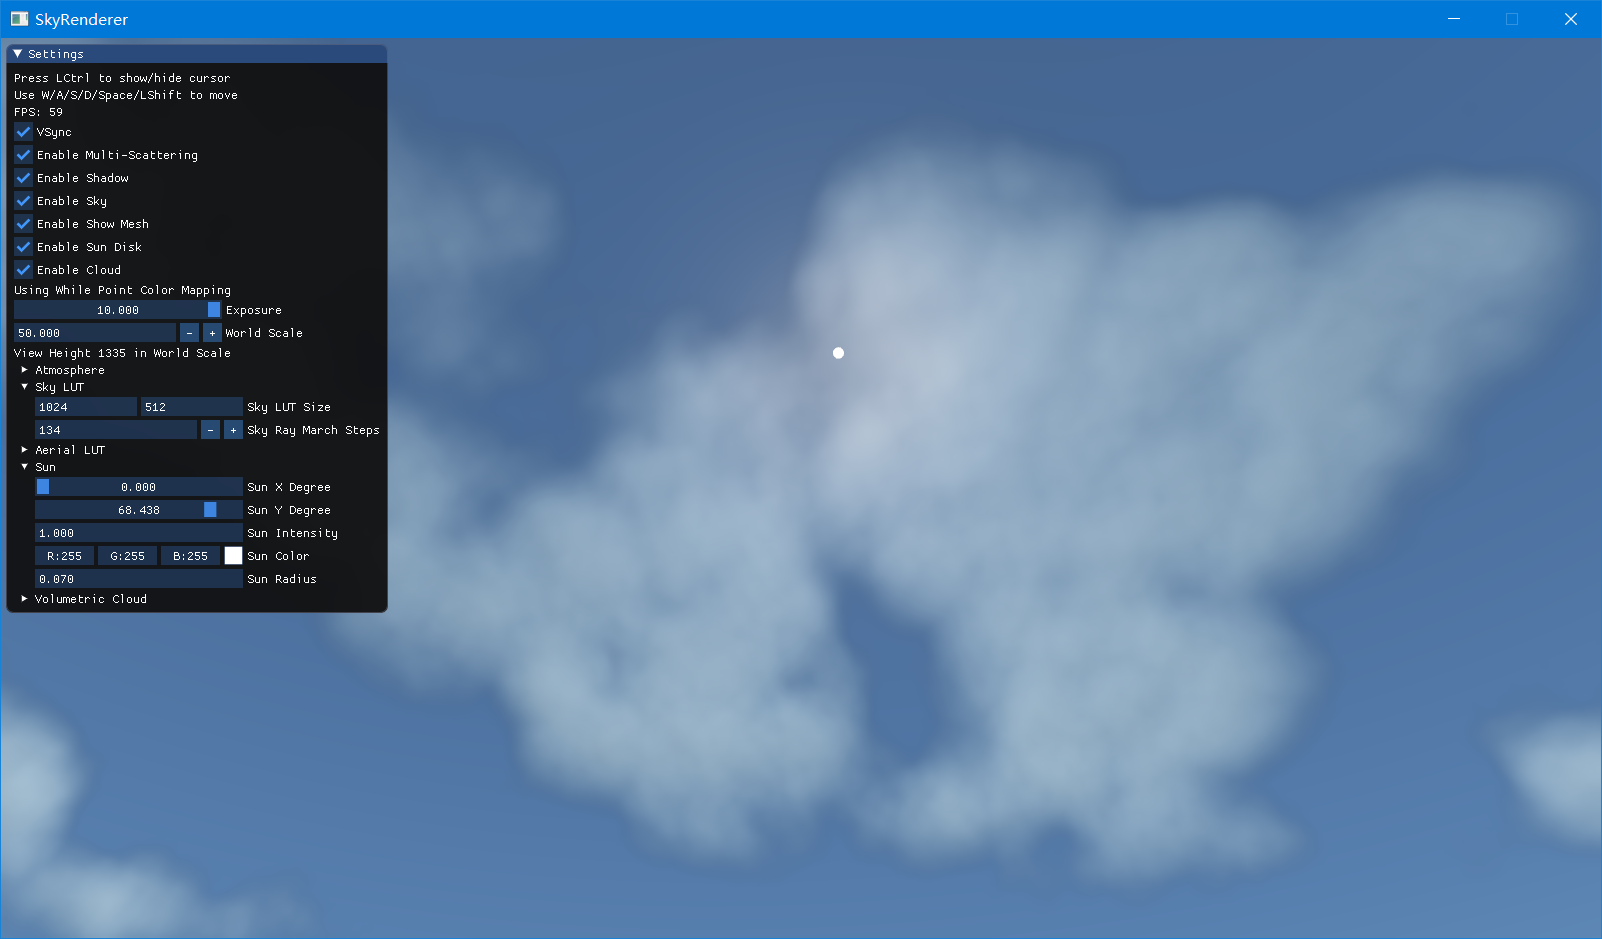 SkyRenderer
Settings
Press LCtrl to show/hide cursor
Use W/A/S/D/Space/LShift to move
FPS: 59
VSync
Enable Multi-Scattering
Enable Shadow
Enable Sky
Enable Show Mesh
Enable Sun Disk
Enable Cloud
Using While Point Color Mapping
10.000 Exposure
50.000 - + World Scale
View Height 1335 in World Scale
Atmosphere
Sky LUT
1024 512 Sky LUT Size
134 - + Sky Ray March Steps
Aerial LUT
Sun
0.000 Sun X Degree
68.438 Sun Y Degree
1.000 Sun Intensity
R:255 G:255 B:255 Sun Color
0.070 Sun Radius
Volumetric Cloud